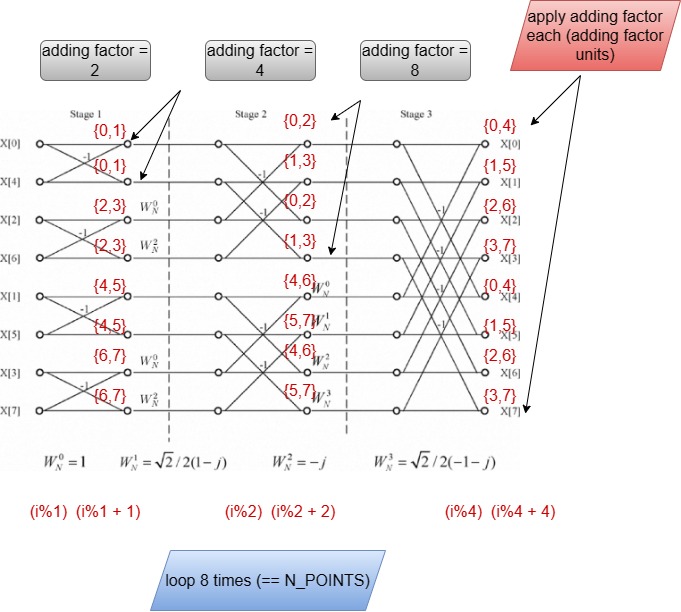 apply adding factor
each (adding factor
units)
adding factor =
2
adding factor =
4
adding factor =
8
Stage 1
Stage 2
Stage 3
{0,1}
{0,2}
{0,4}
X[0]
X[0]
{0,1}
{1,3}
{1,5}
-1
-1
X[4]
X[1]
{2,3}
W_N^0
{0,2}
{2,6}
-1
-1
X[2]
X[2]
-1
{2,3}
W_N^2
{1,3}
{3,7}
-1
X[6]
X[3]
{4,5}
{4,6}
W_N^0
{0,4}
-1
X[1]
X[4]
-1
{4,5}
{5,7}
W_N^1
{1,5}
-1
-1
X[5]
X[5]
{6,7}
W_N^0
{4,6}
W_N^2
{2,6}
-1
X[3]
X[6]
-1
{6,7}
W_N^2
{5,7}
W_N^3
{3,7}
X[7]
X[7]
W_N^0 = 1
W_N^1 = √2 / 2(1− j)
W_N^2 = −j
W_N^3 = √2 / 2(−1− j)
(i%1) (i%1 + 1)
(i%2) (i%2 + 2)
(i%4) (i%4 + 4)
loop 8 times (== N_POINTS)